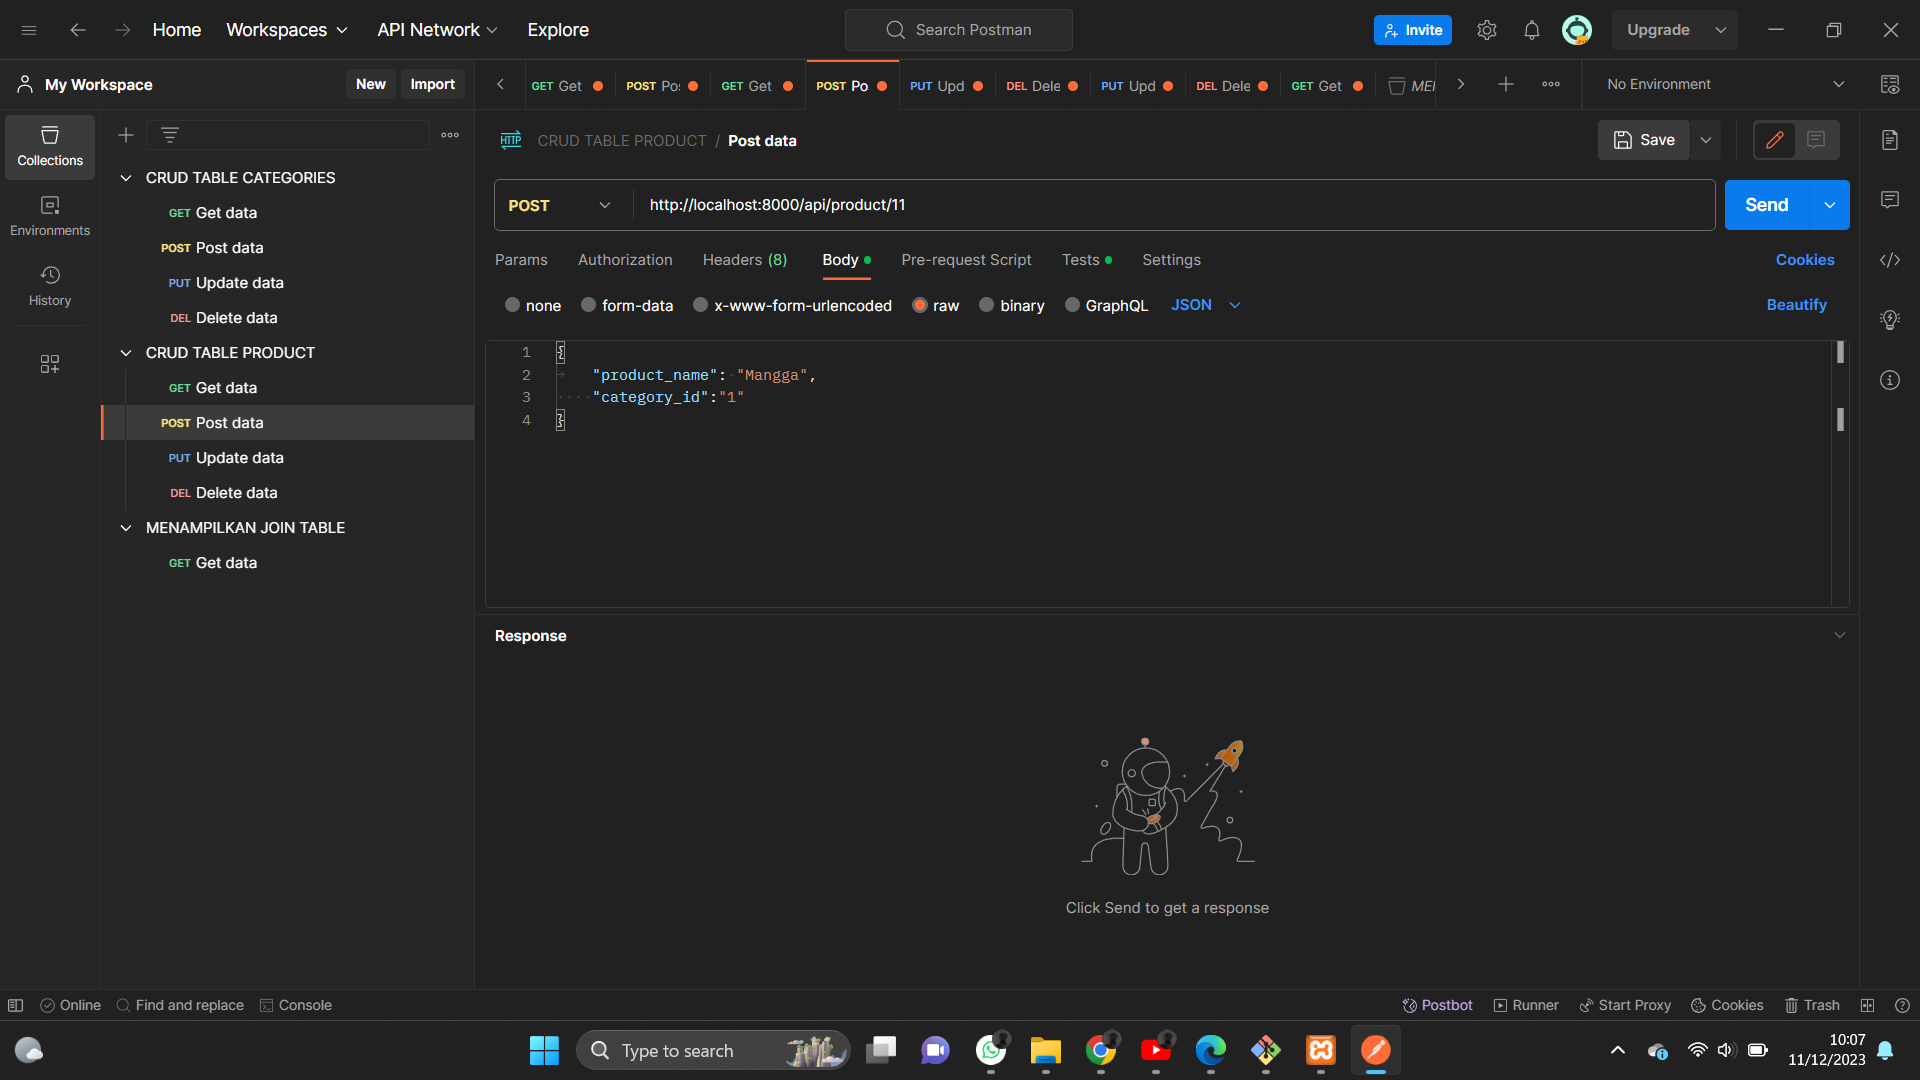 Home
Workspaces
API Network
Explore
Search Postman
Invite
Upgrade
My Workspace
New
Import
GET Get
POST Po
GET Get
POST Po
PUT Upd
DEL Dele
PUT Upd
DEL Dele
GET Get
No Environment
Collections
Environments
History
CRUD TABLE CATEGORIES
GET Get data
POST Post data
PUT Update data
DEL Delete data
CRUD TABLE PRODUCT
GET Get data
POST Post data
PUT Update data
DEL Delete data
MENAMPILKAN JOIN TABLE
GET Get data
HTTP CRUD TABLE PRODUCT / Post data
Save
POST http://localhost:8000/api/product/11
Send
Params Authorization Headers (8) Body Pre-request Script Tests Settings
Cookies
none form-data x-www-form-urlencoded raw binary GraphQL JSON
Beautify
1 {
2 "product_name": "Mangga",
3 "category_id":"1"
4 }
Response
Click Send to get a response
Online
Find and replace
Console
Postbot
Runner
Start Proxy
Cookies
Trash
Type to search
10:07
11/12/2023